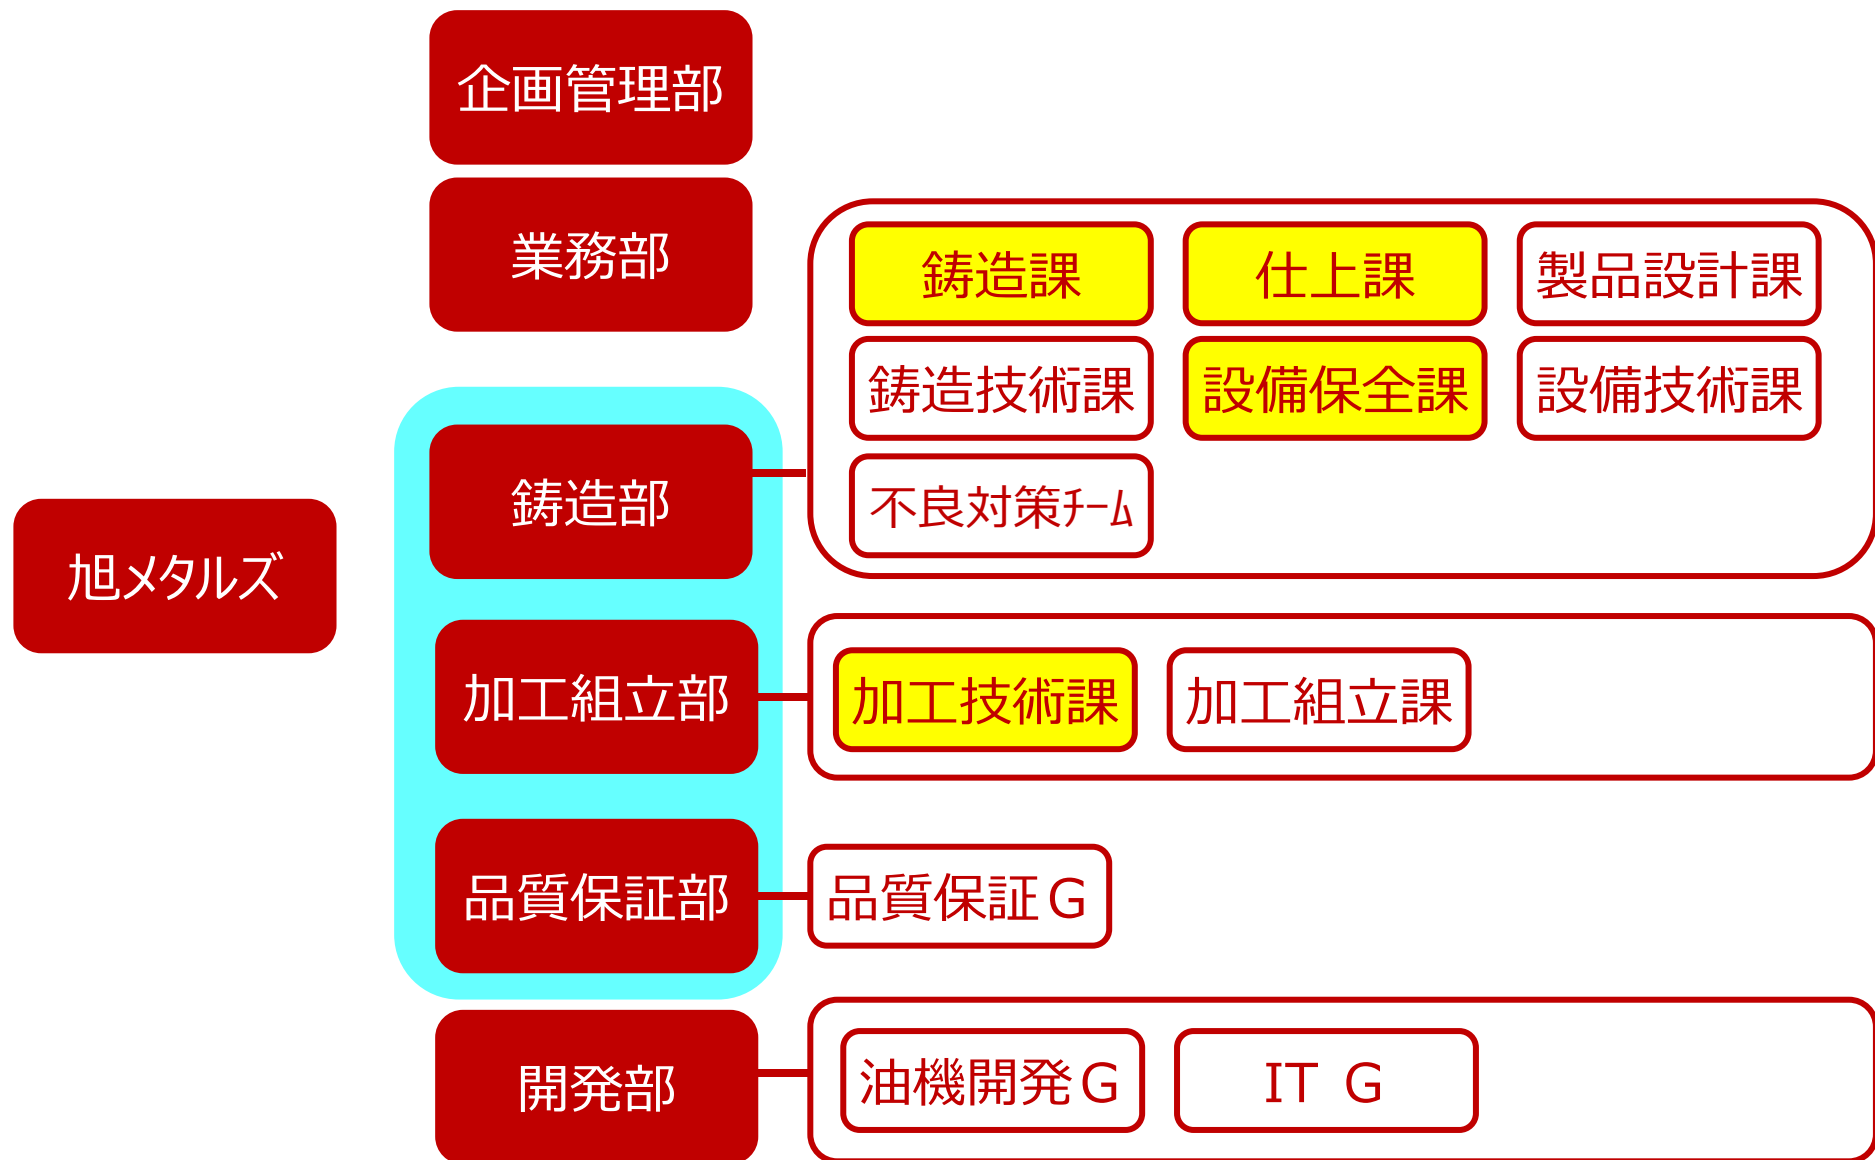 企画管理部
業務部
鋳造課
仕上課
製品設計課
鋳造技術課
設備保全課
設備技術課
鋳造部
不良対策ﾁｰﾑ
旭メタルズ
加工組立部
加工技術課
加工組立課
品質保証部
品質保証Ｇ
開発部
油機開発Ｇ
IT Ｇ